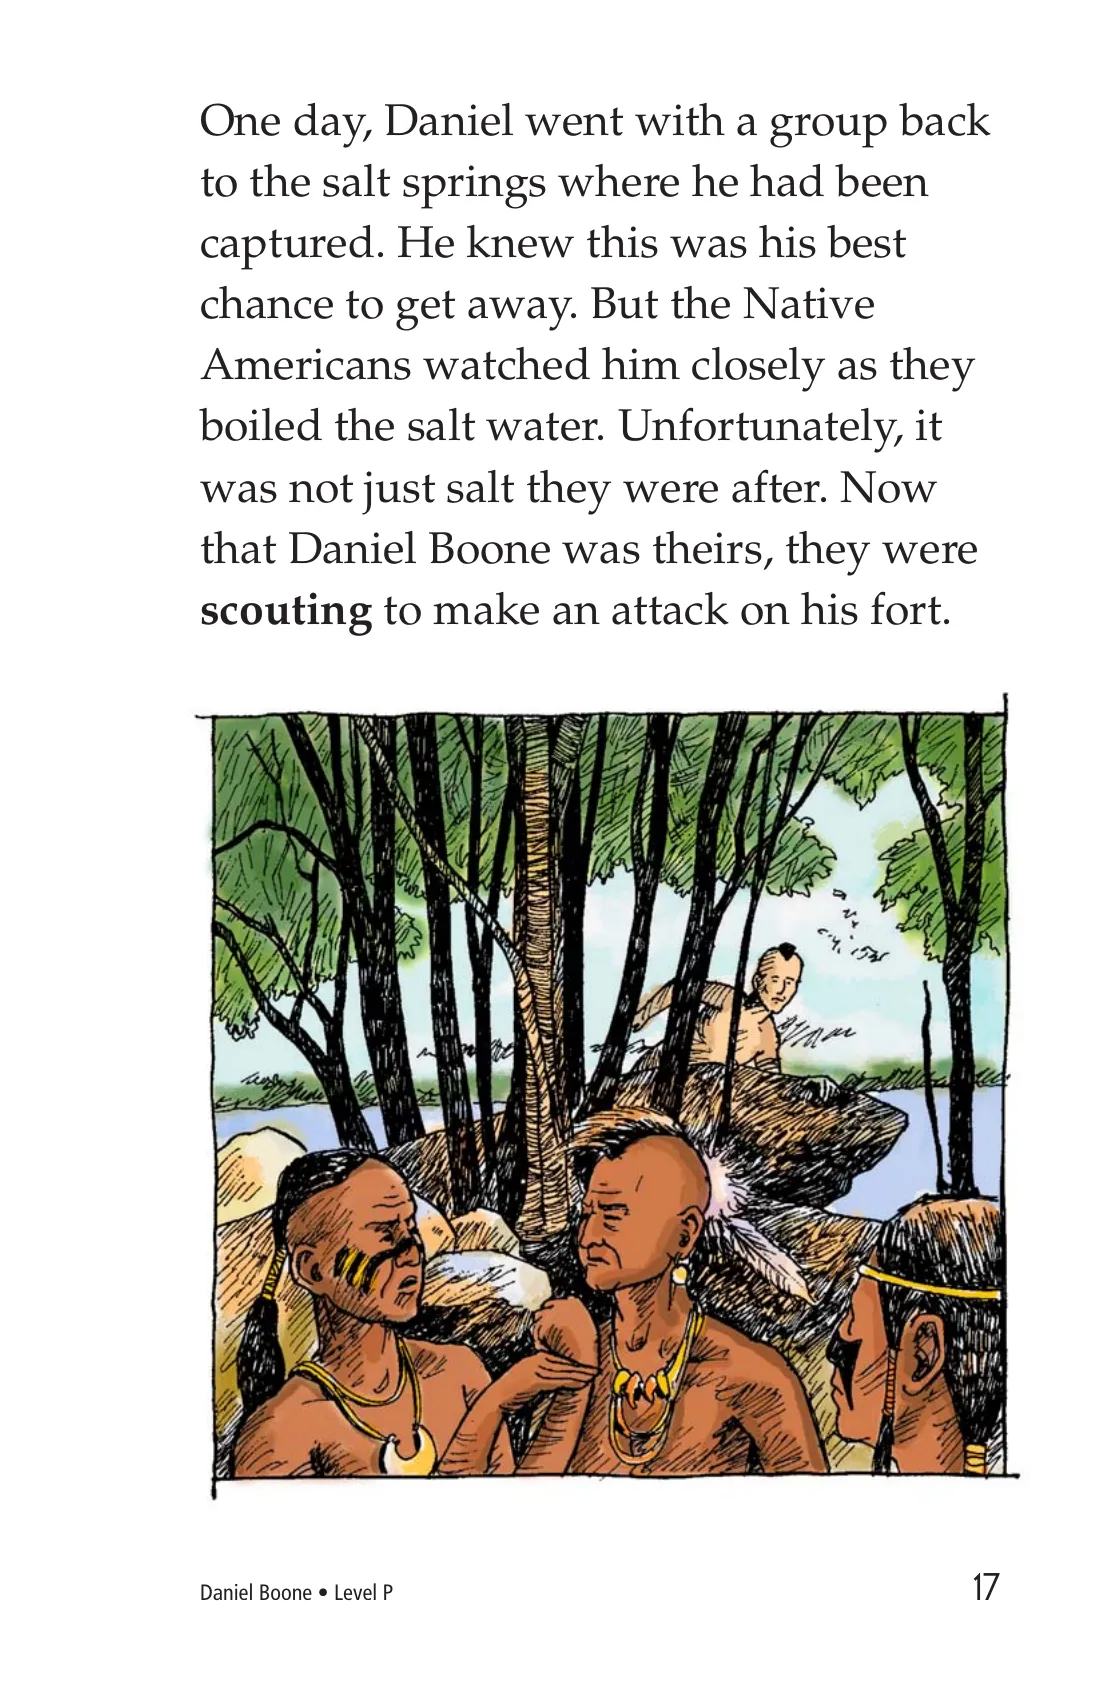 One day, Daniel went with a group back
to the salt springs where he had been
captured. He knew this was his best
chance to get away. But the Native
Americans watched him closely as they
boiled the salt water. Unfortunately, it
was not just salt they were after. Now
that Daniel Boone was theirs, they were
scouting to make an attack on his fort.
Daniel Boone • Level P
17